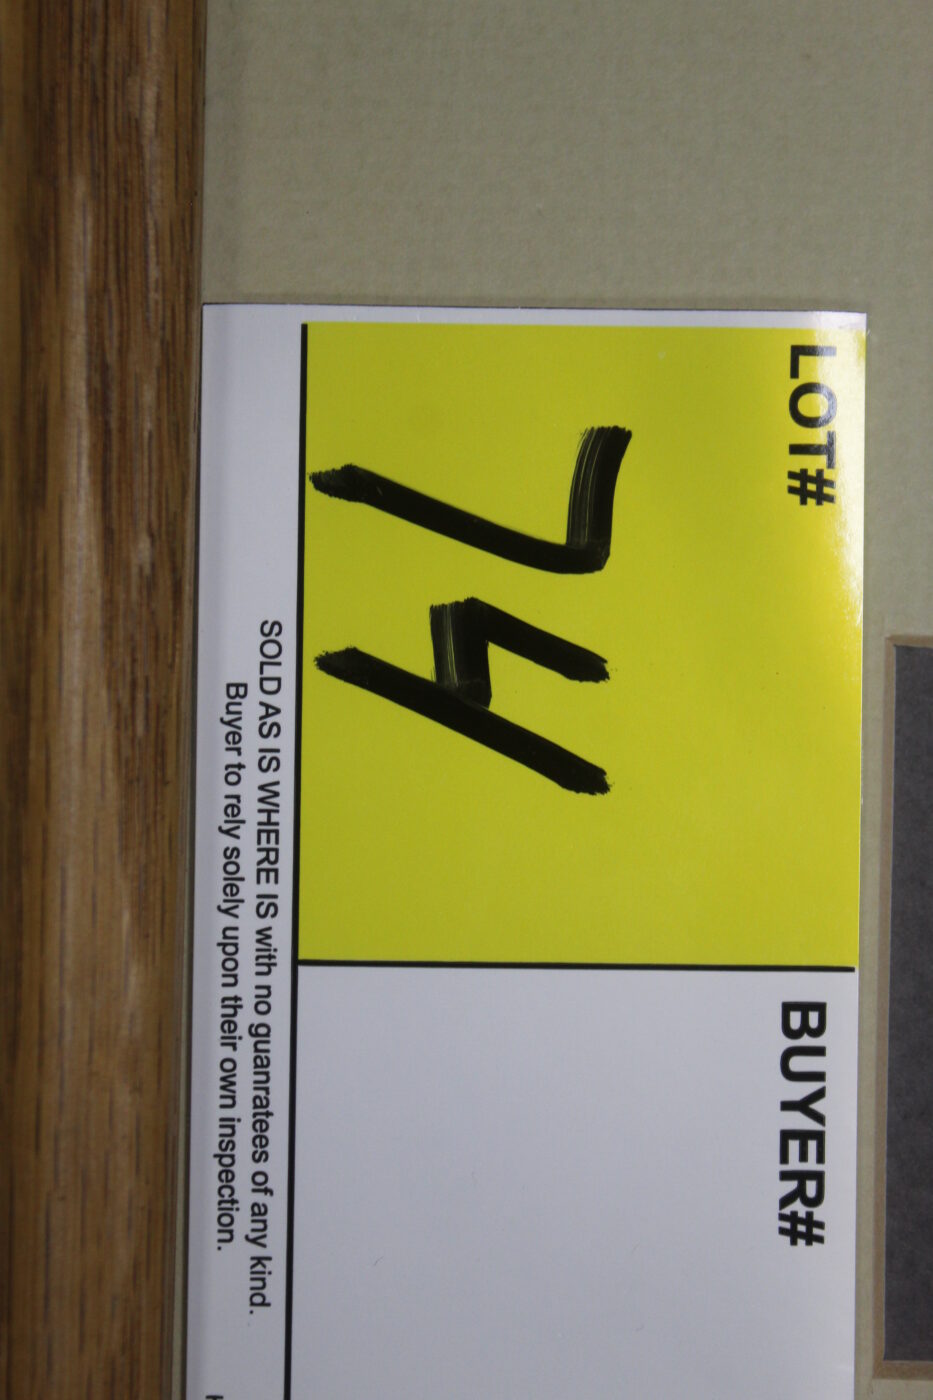 LOT#
74
BUYER#
SOLD AS IS WHERE IS with no guanratees of any kind.
Buyer to rely solely upon their own inspection.